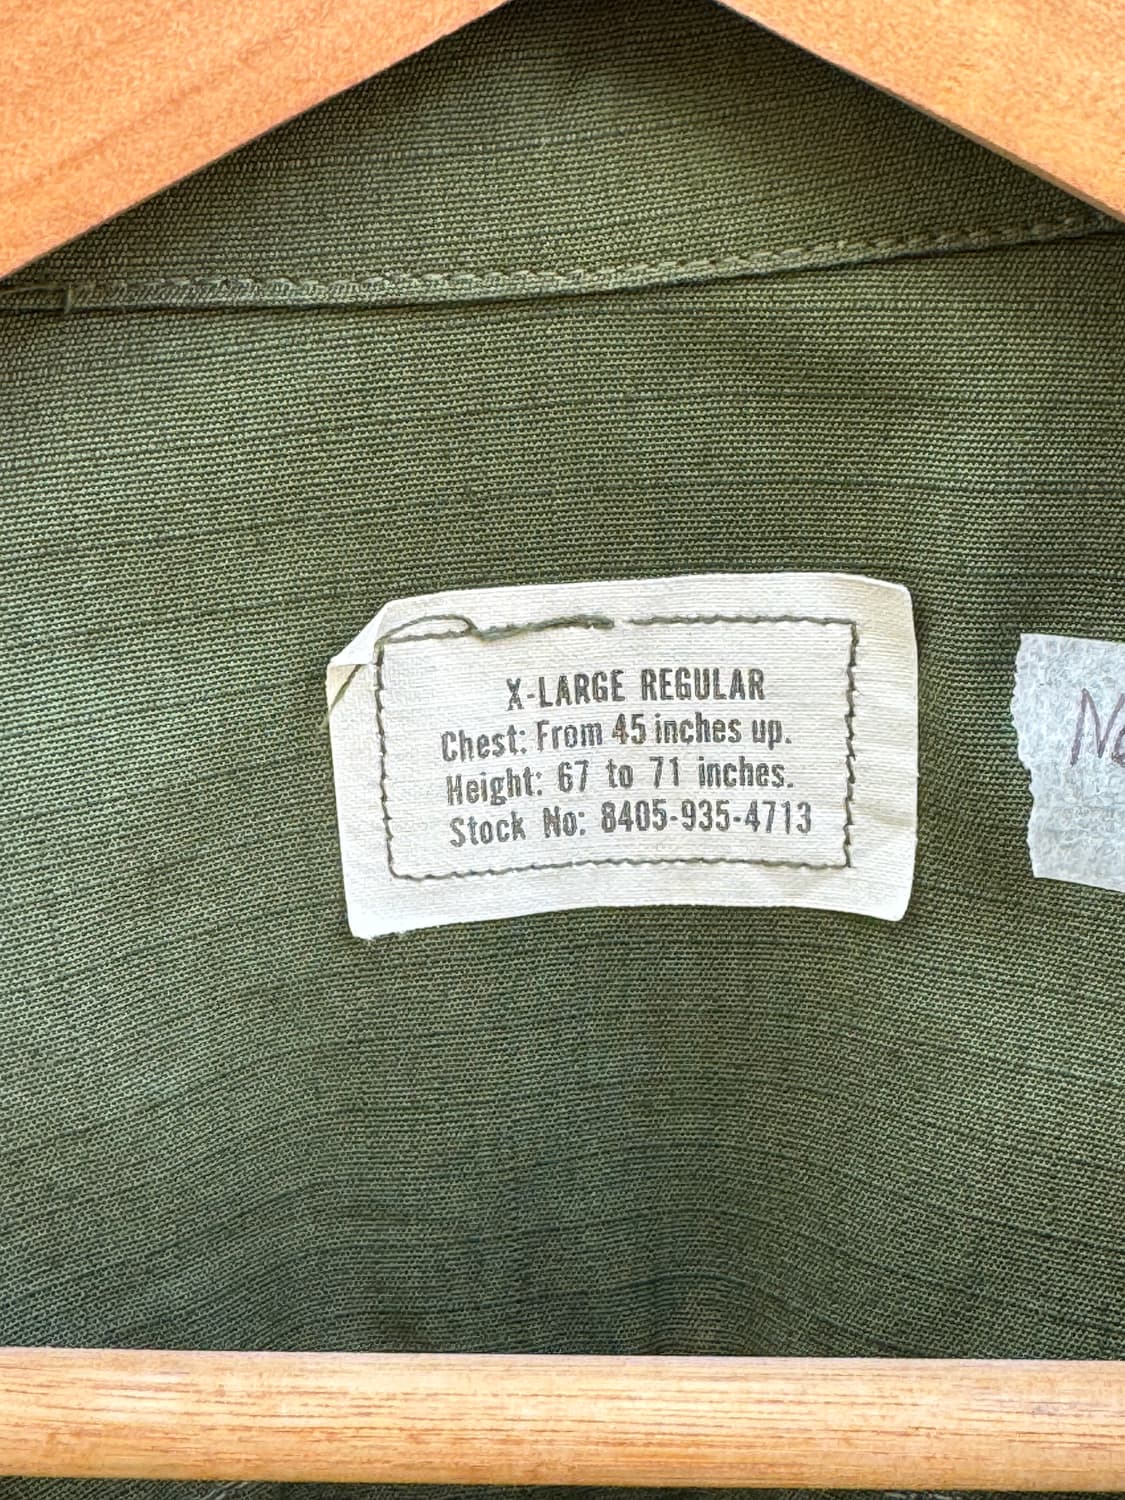 X-LARGE REGULAR
Chest: From 45 inches up.
Height: 67 to 71 inches.
Stock No: 8405-935-4713